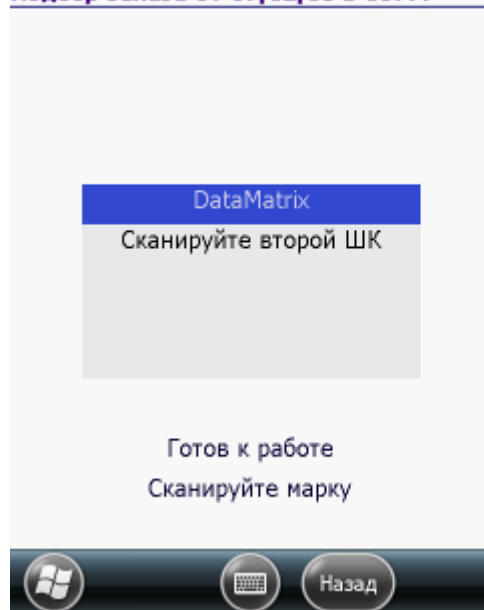 DataMatrix
Сканируйте второй ШК
Готов к работе
Сканируйте марку
Назад